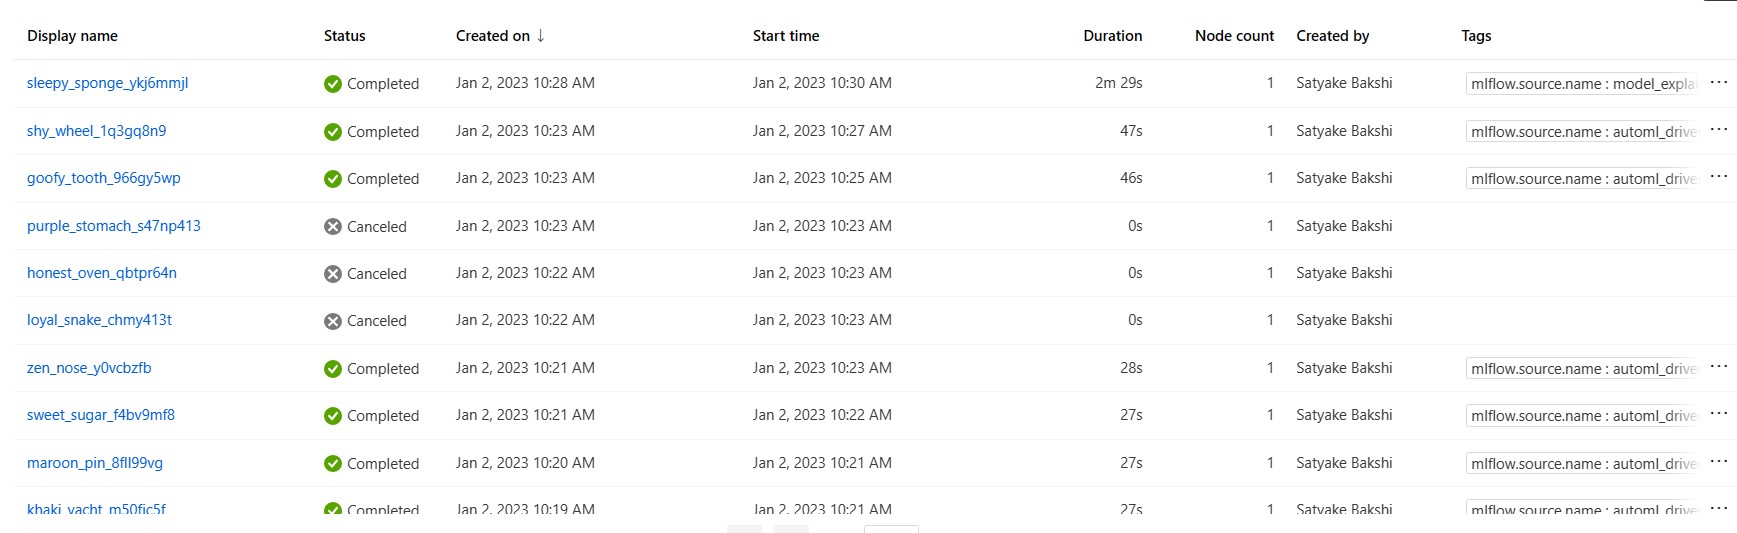 Display name Status Created on ↓ Start time Duration Node count Created by Tags
sleepy_sponge_ykj6mmjl Completed Jan 2, 2023 10:28 AM Jan 2, 2023 10:30 AM 2m 29s 1 Satyake Bakshi mlflow.source.name : model_explai ...
shy_wheel_1q3gq8n9 Completed Jan 2, 2023 10:23 AM Jan 2, 2023 10:27 AM 47s 1 Satyake Bakshi mlflow.source.name : automl_drive ...
goofy_tooth_966gy5wp Completed Jan 2, 2023 10:23 AM Jan 2, 2023 10:25 AM 46s 1 Satyake Bakshi mlflow.source.name : automl_drive ...
purple_stomach_s47np413 Canceled Jan 2, 2023 10:23 AM Jan 2, 2023 10:23 AM 0s 1 Satyake Bakshi
honest_oven_qbtpr64n Canceled Jan 2, 2023 10:22 AM Jan 2, 2023 10:23 AM 0s 1 Satyake Bakshi
loyal_snake_chmy413t Canceled Jan 2, 2023 10:22 AM Jan 2, 2023 10:23 AM 0s 1 Satyake Bakshi
zen_nose_y0vcbzfb Completed Jan 2, 2023 10:21 AM Jan 2, 2023 10:23 AM 28s 1 Satyake Bakshi mlflow.source.name : automl_drive ...
sweet_sugar_f4bv9mf8 Completed Jan 2, 2023 10:21 AM Jan 2, 2023 10:22 AM 27s 1 Satyake Bakshi mlflow.source.name : automl_drive ...
maroon_pin_8fll99vg Completed Jan 2, 2023 10:20 AM Jan 2, 2023 10:21 AM 27s 1 Satyake Bakshi mlflow.source.name : automl_drive ...
khaki_yacht_m50fjc5f Completed Jan 2, 2023 10:19 AM Jan 2, 2023 10:21 AM 27s 1 Satyake Bakshi mlflow.source.name : automl_drive ...